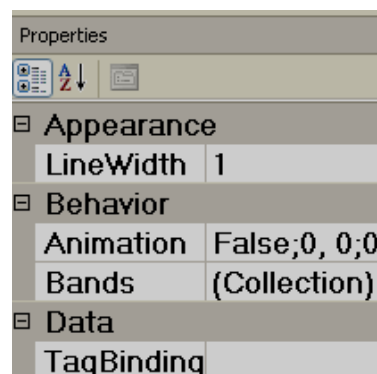 Properties
Appearance
LineWidth 1
Behavior
Animation False;0, 0;0
Bands (Collection)
Data
TagBinding